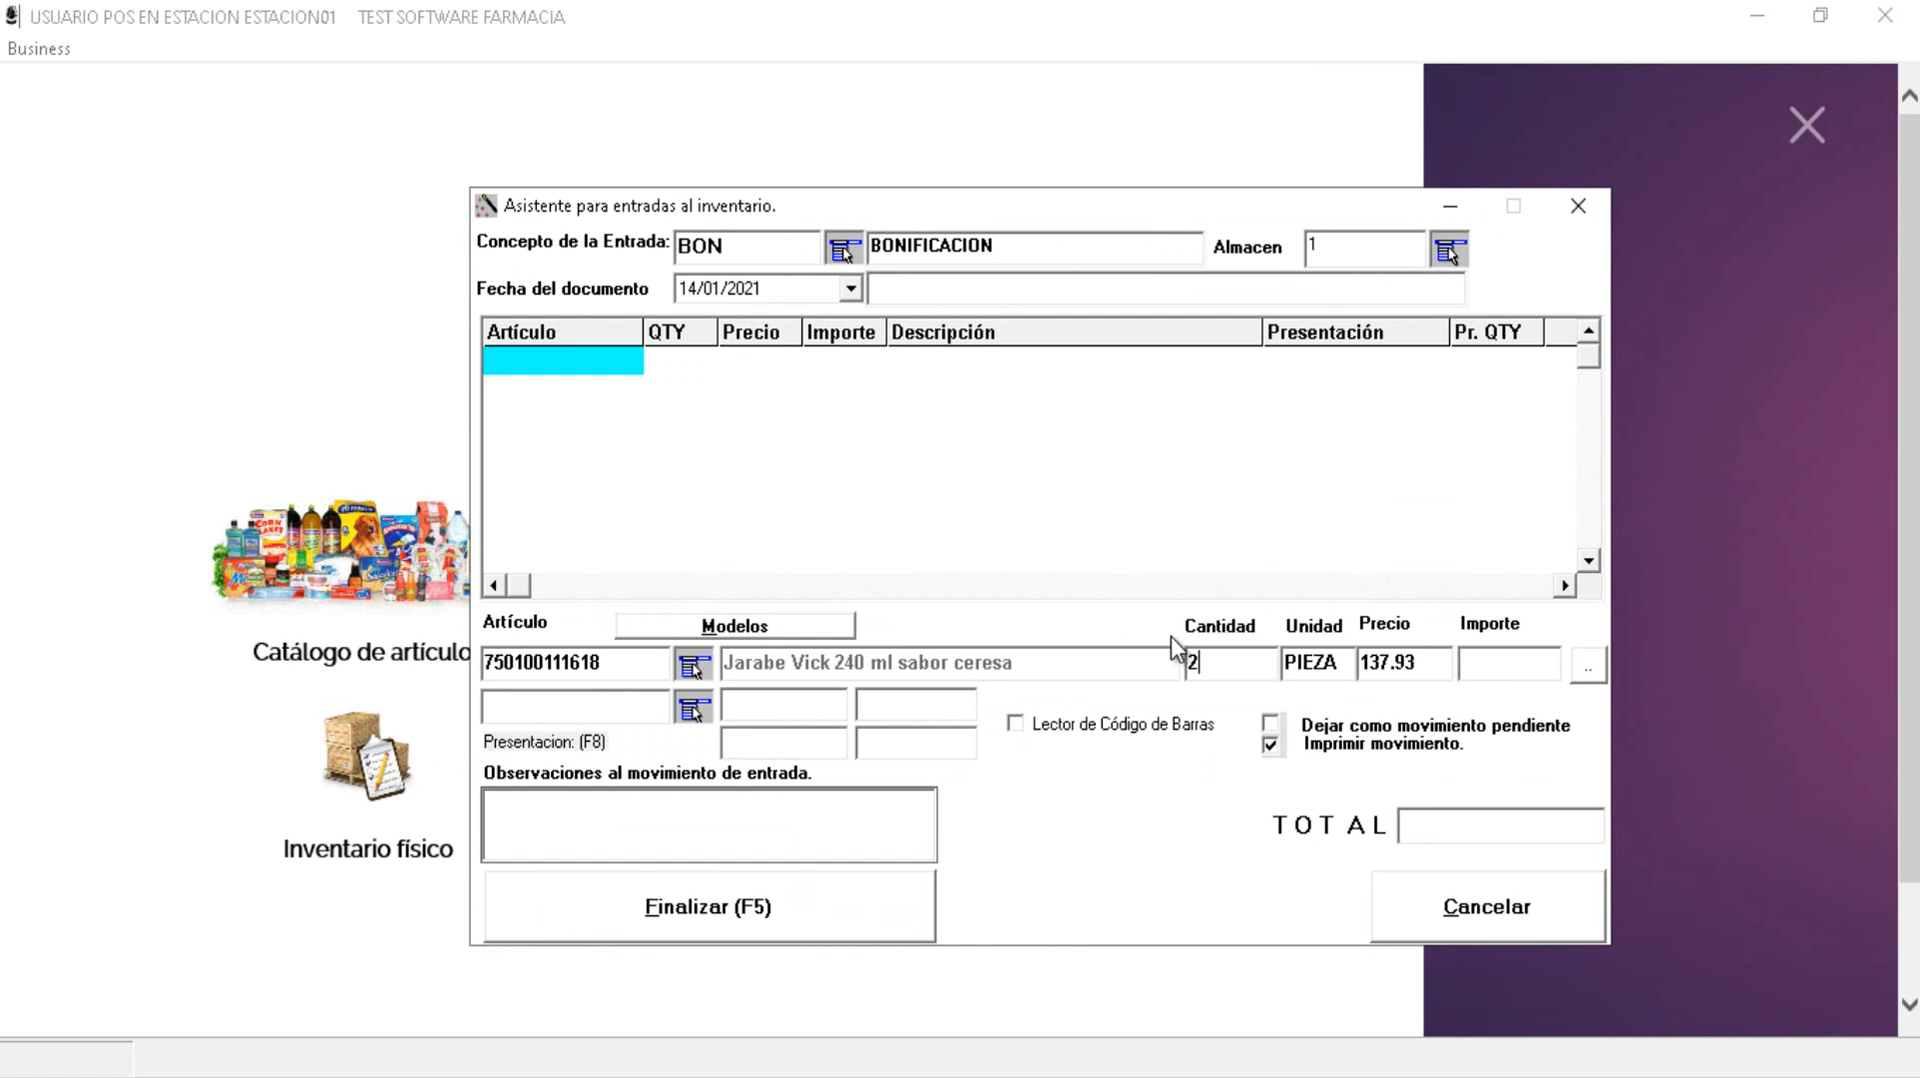 USUARIO POS EN ESTACION ESTACION01 TEST SOFTWARE FARMACIA
Business
Asistente para entradas al inventario.
Concepto de la Entrada: BON BONIFICACION Almacen 1
Fecha del documento 14/01/2021
Artículo QTY Precio Importe Descripción Presentación Pr. QTY
Catálogo de artículo
Artículo Modelos Cantidad Unidad Precio Importe
750100111618 Jarabe Vick 240 ml sabor ceresa 2 PIEZA 137.93 ..
Lector de Código de Barras Dejar como movimiento pendiente
Presentacion: (F8) Imprimir movimiento.
Observaciones al movimiento de entrada.
TOTAL
Inventario físico
Finalizar (F5) Cancelar